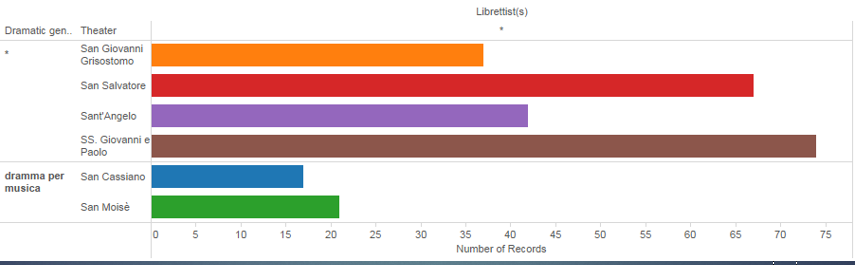 Librettist(s)
Dramatic gen.. Theater *
* San Giovanni
Grisostomo
San Salvatore
Sant'Angelo
SS. Giovanni e
Paolo
dramma per
musica
San Cassiano
San Moisè
0 5 10 15 20 25 30 35 40 45 50 55 60 65 70 75
Number of Records